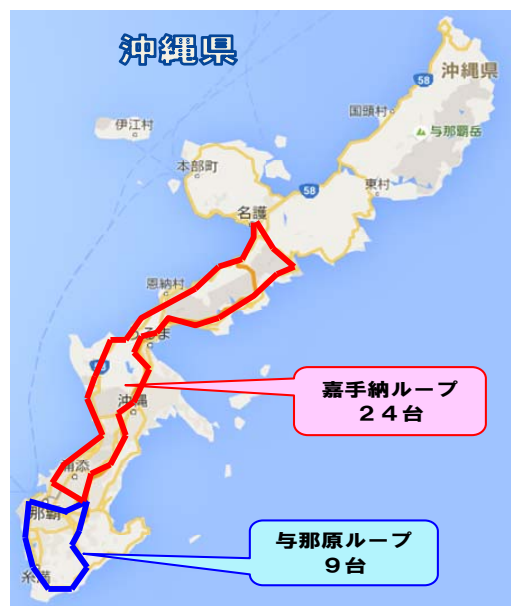 沖縄県
58
沖縄県
国頭村
伊江村
与那覇岳
本部町
東村
58
名護
恩納村
うるま
嘉手納ループ
２４台
沖縄
浦添
那覇
与那原ループ
９台
糸満